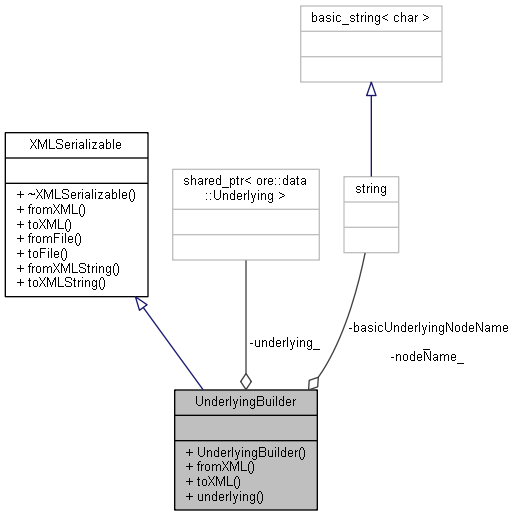 basic_string< char >
XMLSerializable
+ ~XMLSerializable()
+ fromXML()
+ toXML()
+ fromFile()
+ toFile()
+ fromXMLString()
+ toXMLString()
shared_ptr< ore::data
::Underlying >
string
-underlying_
-basicUnderlyingNodeName
_
-nodeName_
UnderlyingBuilder
+ UnderlyingBuilder()
+ fromXML()
+ toXML()
+ underlying()